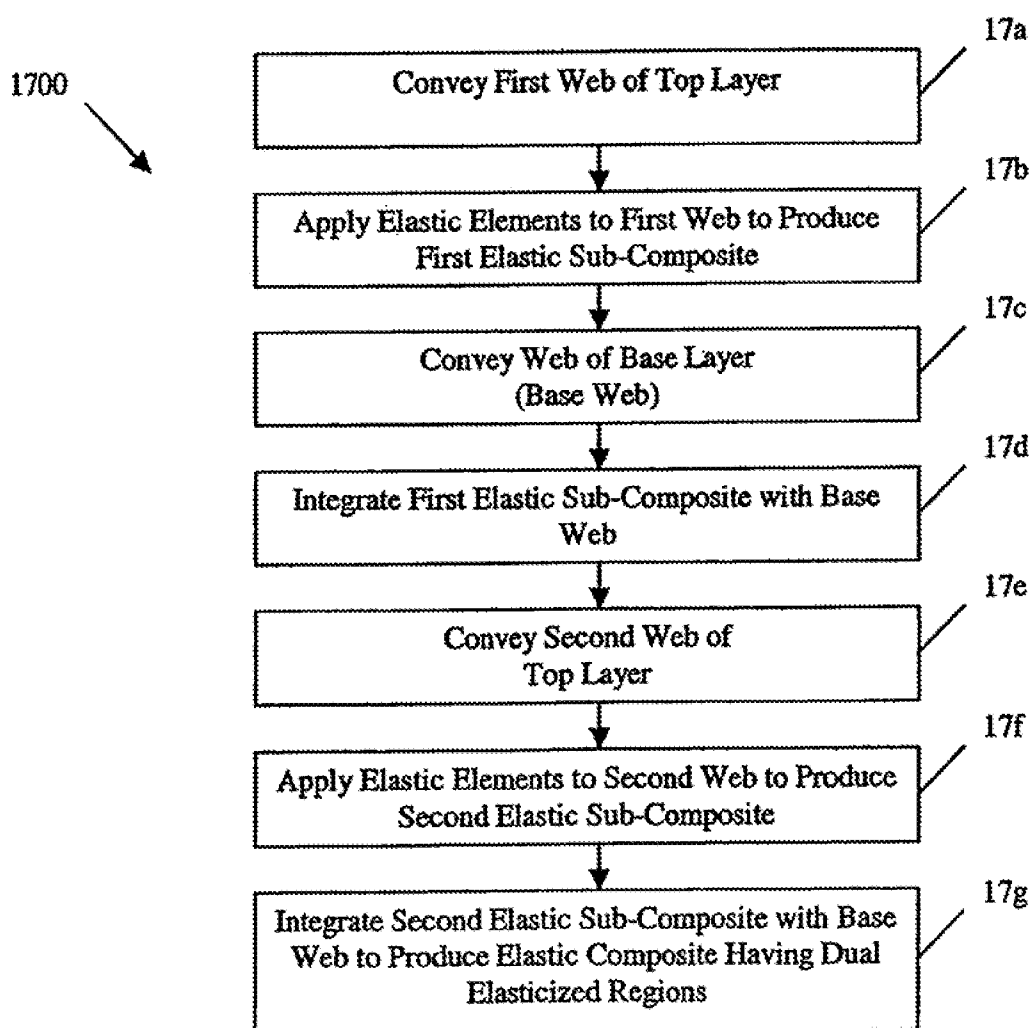 17a
1700
Convey First Web of Top Layer
17b
Apply Elastic Elements to First Web to Produce
First Elastic Sub-Composite
17c
Convey Web of Base Layer
(Base Web)
17d
Integrate First Elastic Sub-Composite with Base
Web
17e
Convey Second Web of
Top Layer
17f
Apply Elastic Elements to Second Web to Produce
Second Elastic Sub-Composite
17g
Integrate Second Elastic Sub-Composite with Base
Web to Produce Elastic Composite Having Dual
Elasticized Regions